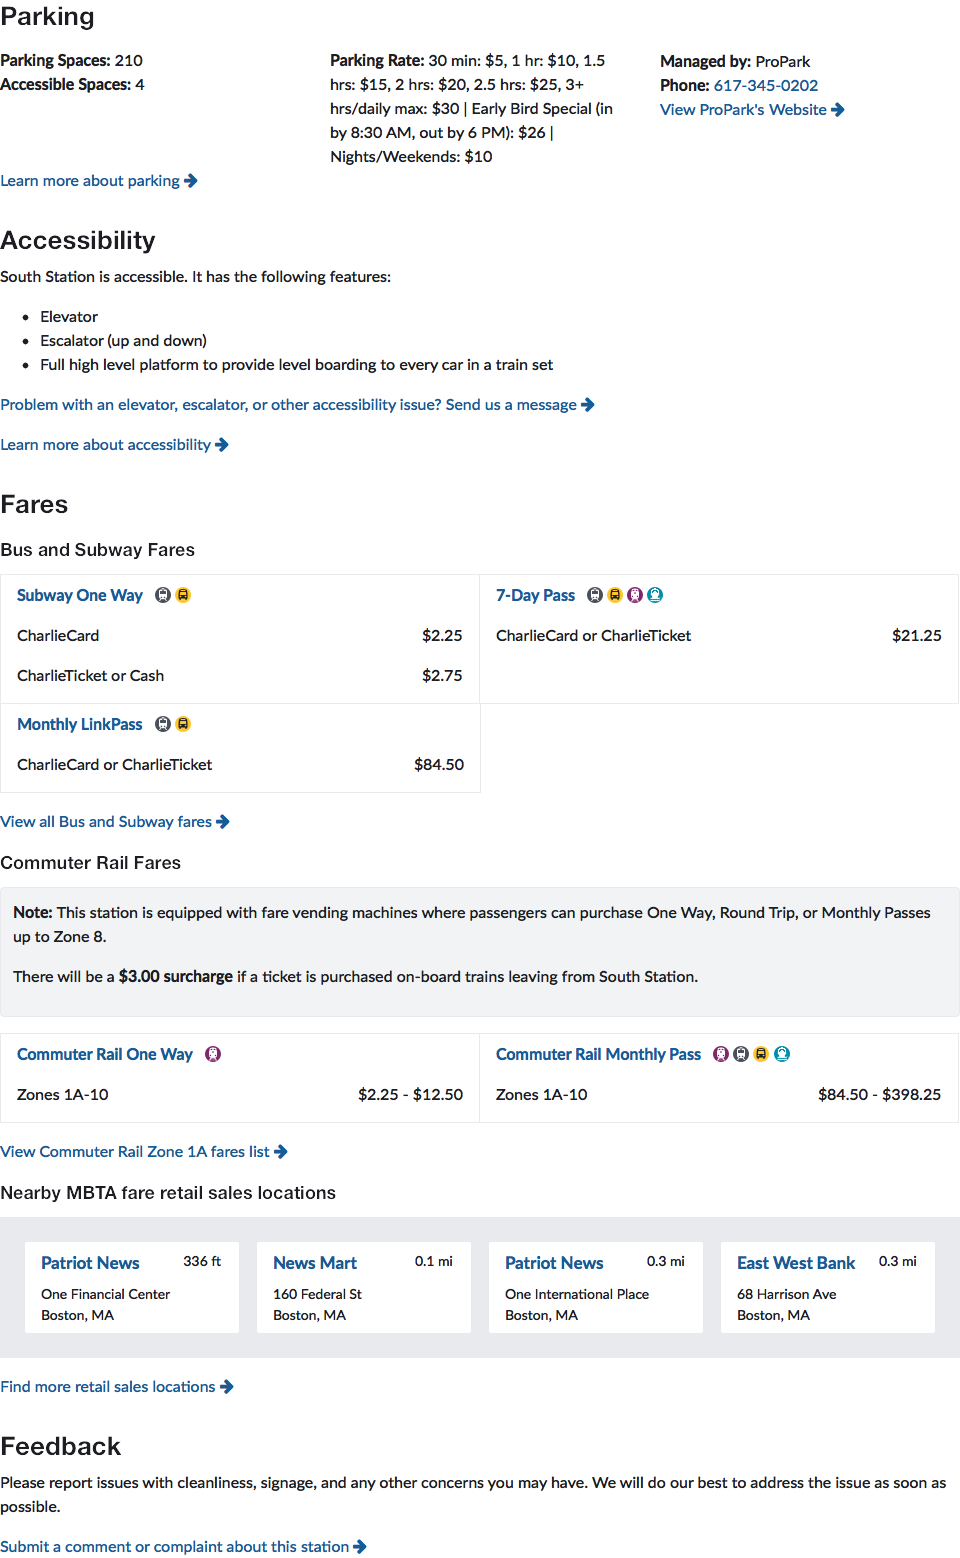 Parking
Parking Spaces: 210
Accessible Spaces: 4
Parking Rate: 30 min: $5, 1 hr: $10, 1.5
hrs: $15, 2 hrs: $20, 2.5 hrs: $25, 3+
hrs/daily max: $30 | Early Bird Special (in
by 8:30 AM, out by 6 PM): $26 |
Nights/Weekends: $10
Managed by: ProPark
Phone: 617-345-0202
View ProPark's Website
Learn more about parking
Accessibility
South Station is accessible. It has the following features:
• Elevator
• Escalator (up and down)
• Full high level platform to provide level boarding to every car in a train set
Problem with an elevator, escalator, or other accessibility issue? Send us a message
Learn more about accessibility
Fares
Bus and Subway Fares
Subway One Way
CharlieCard $2.25
CharlieTicket or Cash $2.75
7-Day Pass
CharlieCard or CharlieTicket $21.25
Monthly LinkPass
CharlieCard or CharlieTicket $84.50
View all Bus and Subway fares
Commuter Rail Fares
Note: This station is equipped with fare vending machines where passengers can purchase One Way, Round Trip, or Monthly Passes
up to Zone 8.
There will be a $3.00 surcharge if a ticket is purchased on-board trains leaving from South Station.
Commuter Rail One Way
Zones 1A-10 $2.25 - $12.50
Commuter Rail Monthly Pass
Zones 1A-10 $84.50 - $398.25
View Commuter Rail Zone 1A fares list
Nearby MBTA fare retail sales locations
Patriot News 336 ft
One Financial Center
Boston, MA
News Mart 0.1 mi
160 Federal St
Boston, MA
Patriot News 0.3 mi
One International Place
Boston, MA
East West Bank 0.3 mi
68 Harrison Ave
Boston, MA
Find more retail sales locations
Feedback
Please report issues with cleanliness, signage, and any other concerns you may have. We will do our best to address the issue as soon as
possible.
Submit a comment or complaint about this station